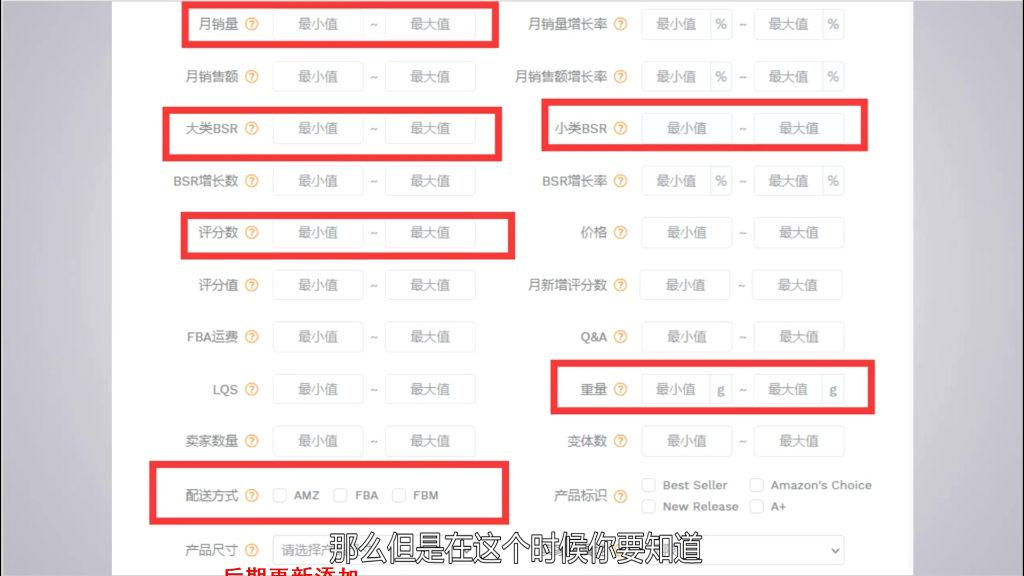 月销量 ? 最小值 ~ 最大值 月销量增长率 ? 最小值 % ~ 最大值 %
月销售额 ? 最小值 ~ 最大值 月销售额增长率 ? 最小值 % ~ 最大值 %
大类BSR ? 最小值 ~ 最大值 小类BSR ? 最小值 ~ 最大值
BSR增长数 ? 最小值 ~ 最大值 BSR增长率 ? 最小值 % ~ 最大值 %
评分数 ? 最小值 ~ 最大值 价格 ? 最小值 ~ 最大值
评分值 ? 最小值 ~ 最大值 月新增评分数 ? 最小值 ~ 最大值
FBA运费 ? 最小值 ~ 最大值 Q&A ? 最小值 ~ 最大值
LQS ? 最小值 ~ 最大值 重量 ? 最小值 g ~ 最大值 g
卖家数量 ? 最小值 ~ 最大值 变体数 ? 最小值 ~ 最大值
配送方式 ? AMZ FBA FBM 产品标识 ? Best Seller Amazon's Choice
New Release A+
产品尺寸 ? 请选择
那么但是在这个时候你要知道
后期更新添加